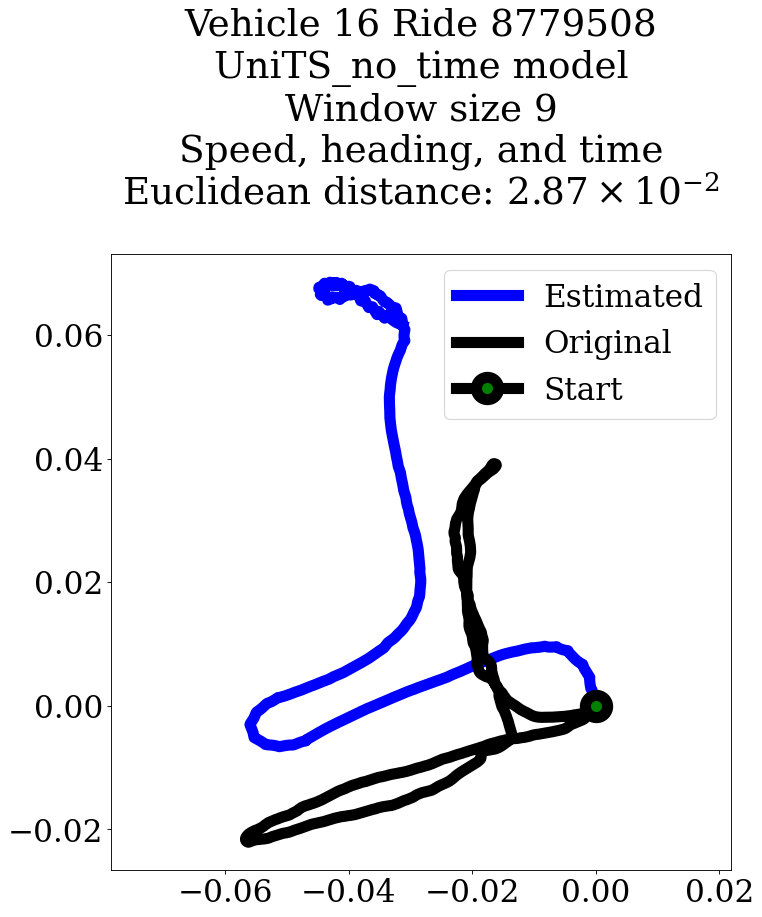 Vehicle 16 Ride 8779508
UniTS_no_time model
Window size 9
Speed, heading, and time
Euclidean distance: 2.87 × 10⁻²
Estimated
Original
Start
0.06
0.04
0.02
0.00
−0.02
−0.06 −0.04 −0.02 0.00 0.02